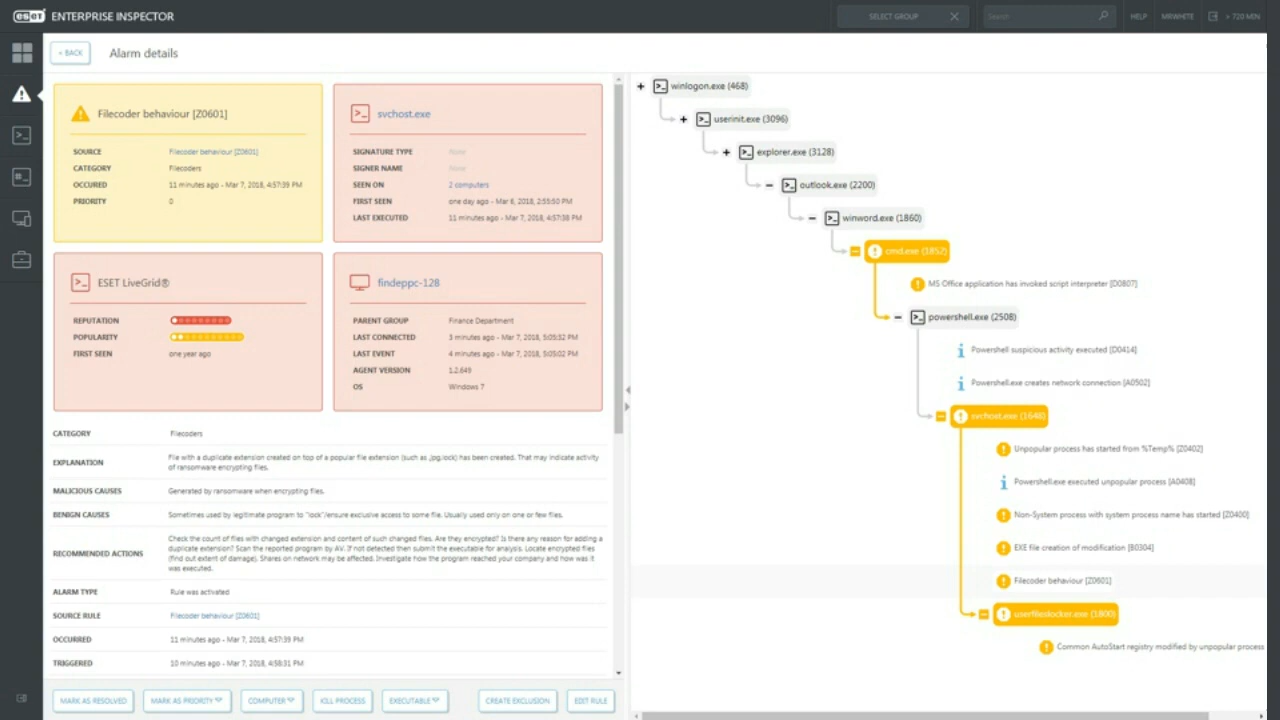 eset ENTERPRISE INSPECTOR
SELECT GROUP
Search
HELP
MRWHITE
> 720 MIN
< BACK
Alarm details
Filecoder behaviour [Z0601]
SOURCE Filecoder behaviour [Z0601]
CATEGORY Filecoders
OCCURED 11 minutes ago - Mar 7, 2018, 4:57:39 PM
PRIORITY 0
svchost.exe
SIGNATURE TYPE None
SIGNER NAME None
SEEN ON 2 computers
FIRST SEEN one day ago - Mar 6, 2018, 2:55:50 PM
LAST EXECUTED 11 minutes ago - Mar 7, 2018, 4:57:38 PM
ESET LiveGrid®
REPUTATION
POPULARITY
FIRST SEEN one year ago
findeppc-128
PARENT GROUP Finance Department
LAST CONNECTED 3 minutes ago - Mar 7, 2018, 5:05:32 PM
LAST EVENT 4 minutes ago - Mar 7, 2018, 5:05:02 PM
AGENT VERSION 1.2.649
OS Windows 7
CATEGORY Filecoders
EXPLANATION File with a duplicate extension created on top of a popular file extension (such as .jpg.lock) has been created. That may indicate activity
of ransomware encrypting files.
MALICIOUS CAUSES Generated by ransomware when encrypting files.
BENIGN CAUSES Sometimes used by legitimate program to "lock"/ensure exclusive access to some file. Usually used only on one or few files.
RECOMMENDED ACTIONS Check the count of files with changed extension and content of such changed files. Are they encrypted? Is there any reason for adding a
duplicate extension? Scan the reported program by AV. If not detected then submit the executable for analysis. Locate encrypted files
(find out extent of damage). Shares on network may be affected. Investigate how the program reached your company and how was it
was executed.
ALARM TYPE Rule was activated
SOURCE RULE Filecoder behaviour [Z0601]
OCCURRED 11 minutes ago - Mar 7, 2018, 4:57:39 PM
TRIGGERED 10 minutes ago - Mar 7, 2018, 4:58:31 PM
MARK AS RESOLVED
MARK AS PRIORITY
COMPUTER
KILL PROCESS
EXECUTABLE
CREATE EXCLUSION
EDIT RULE
winlogon.exe (468)
userinit.exe (3096)
explorer.exe (3128)
outlook.exe (2200)
winword.exe (1860)
cmd.exe (1852)
MS Office application has invoked script interpreter [D0807]
powershell.exe (2508)
Powershell suspicious activity executed [D0414]
Powershell.exe creates network connection [A0502]
svchost.exe (1648)
Unpopular process has started from %Temp% [Z0402]
Powershell.exe executed unpopular process [A0408]
Non-System process with system process name has started [Z0400]
EXE file creation of modification [B0304]
Filecoder behaviour [Z0601]
userfileslocker.exe (1800)
Common AutoStart registry modified by unpopular process